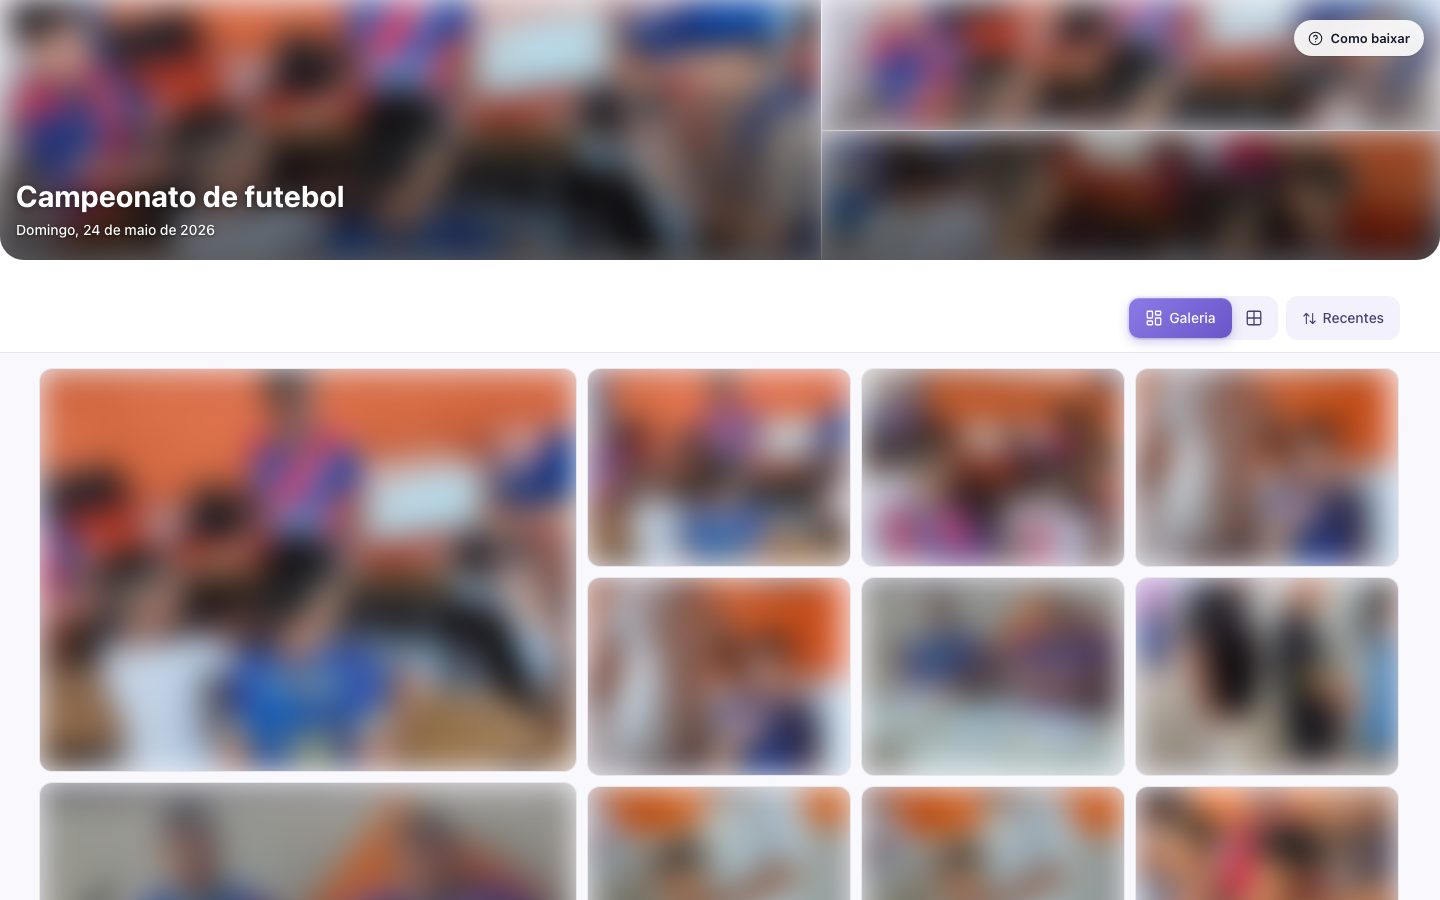 Como baixar
Campeonato de futebol
Domingo, 24 de maio de 2026
Galeria
Recentes